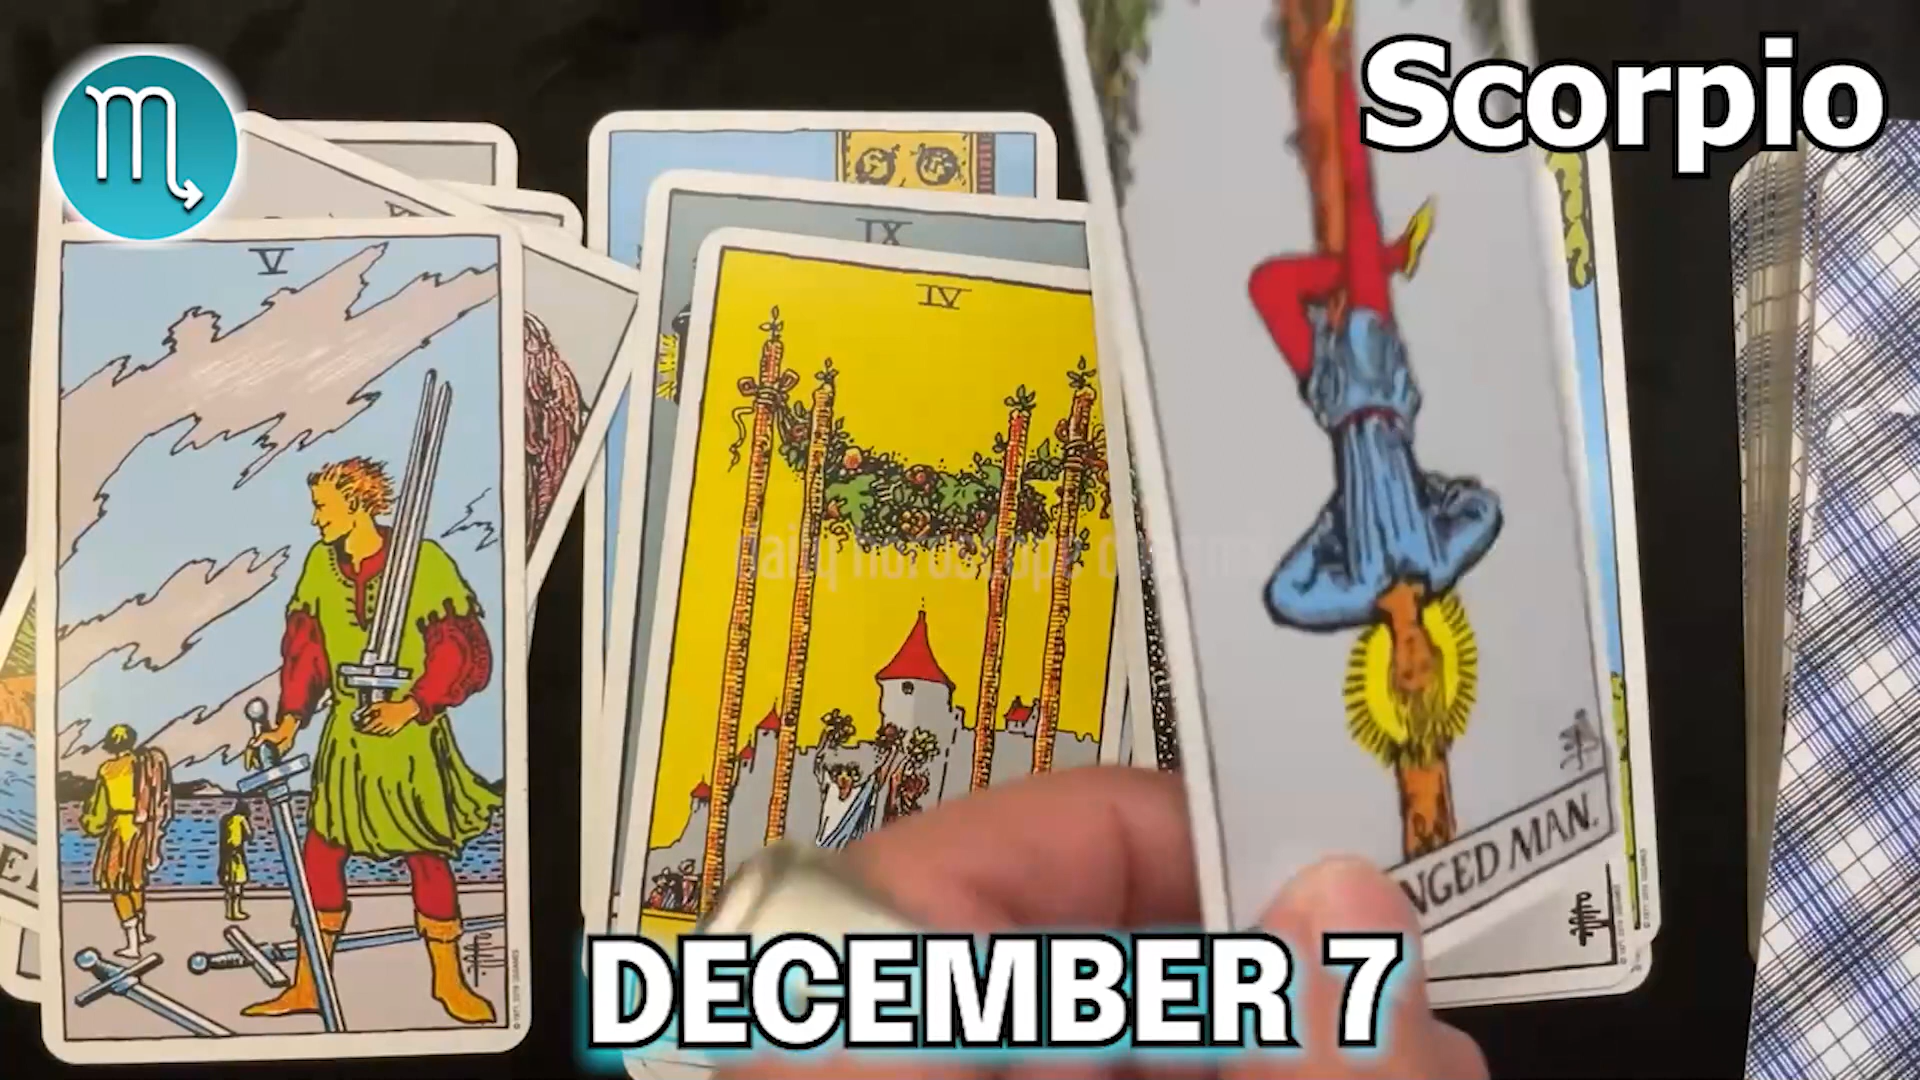 Scorpio
V
IX
IV
NGED MAN.
DECEMBER 7